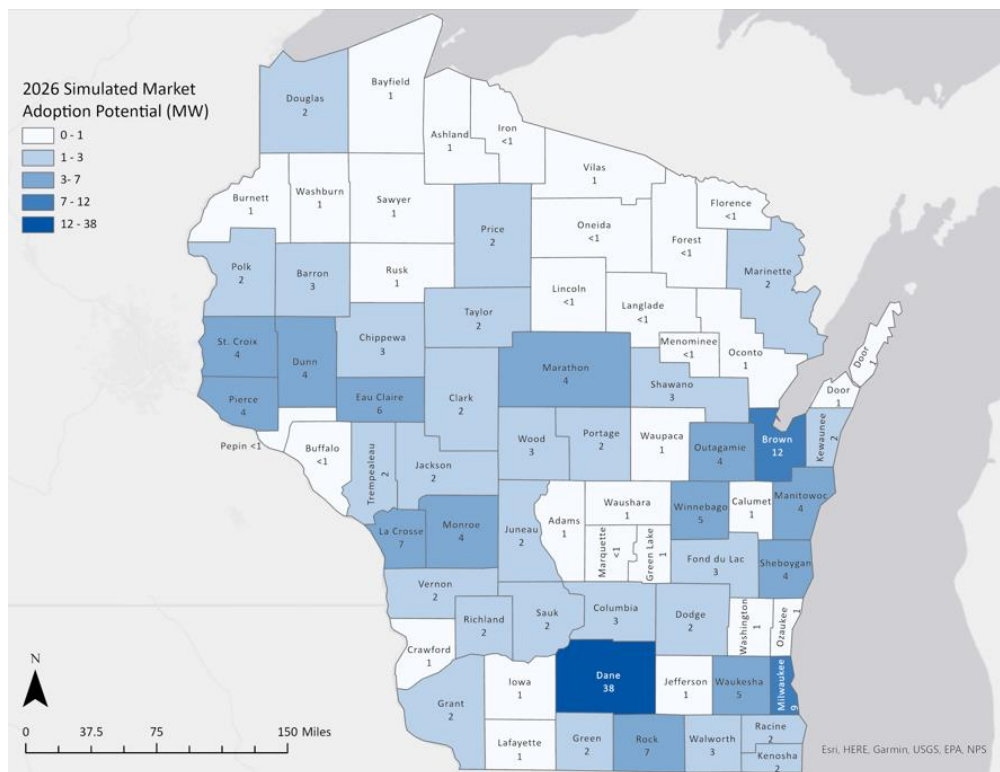 2026 Simulated Market
Adoption Potential (MW)
0 - 1
1 - 3
3- 7
7 - 12
12 - 38
Bayfield
1
Douglas
2
Ashland
1
Iron
<1
Vilas
1
Burnett
1
Washburn
1
Sawyer
1
Price
2
Oneida
<1
Forest
<1
Florence
<1
Marinette
2
Polk
2
Barron
3
Rusk
1
Lincoln
<1
Langlade
<1
Taylor
2
Chippewa
3
St. Croix
4
Dunn
4
Marathon
4
Menominee
<1
Oconto
1
Door
1
Door
1
Pierce
4
Eau Claire
6
Clark
2
Shawano
3
Pepin <1
Buffalo
<1
Trempealeau
2
Jackson
2
Wood
3
Portage
2
Waupaca
1
Outagamie
4
Brown
12
Kewaunee
2
La Crosse
7
Monroe
4
Juneau
2
Adams
1
Waushara
1
Winnebago
5
Calumet
1
Manitowoc
4
Marquette
<1
Green Lake
1
Fond du Lac
3
Sheboygan
4
Vernon
2
Richland
2
Sauk
2
Columbia
3
Dodge
2
Washington
1
Ozaukee
1
Crawford
1
Grant
2
Iowa
1
Dane
38
Jefferson
1
Waukesha
5
Milwaukee
9
Lafayette
1
Green
2
Rock
7
Walworth
3
Racine
2
Kenosha
2
N
0 37.5 75 150 Miles
Esri, HERE, Garmin, USGS, EPA, NPS